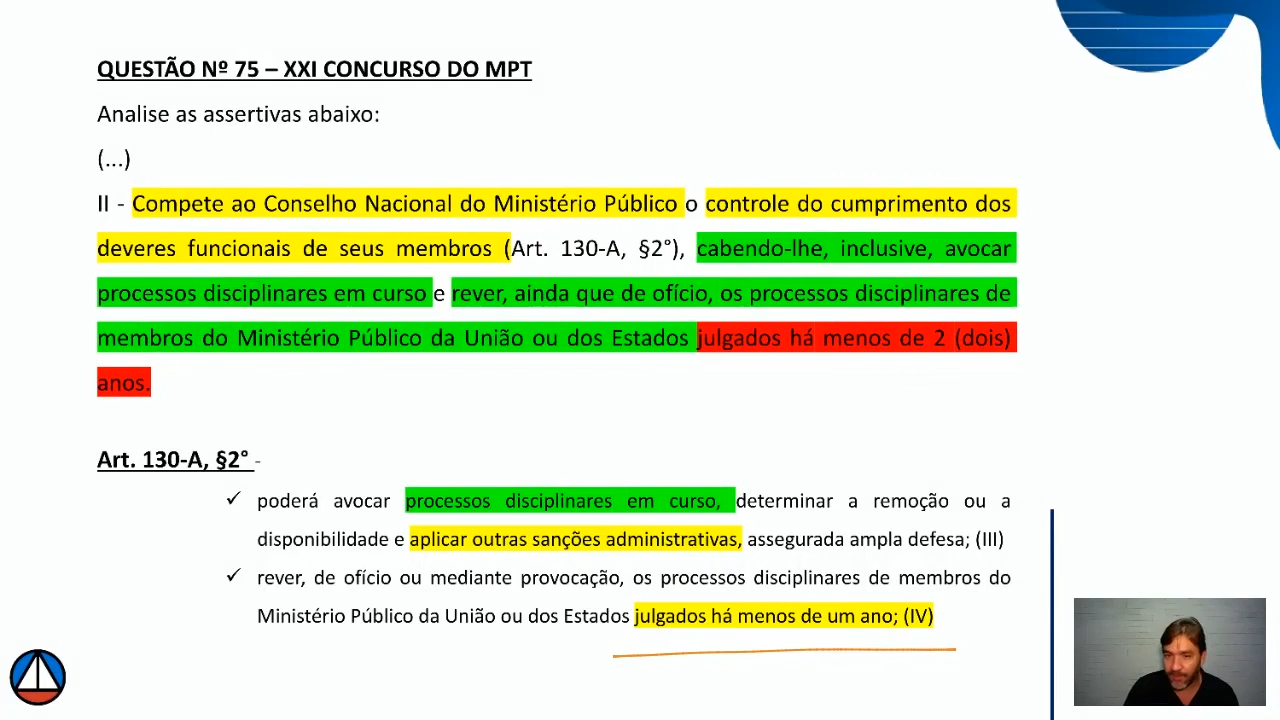 QUESTÃO Nº 75 – XXI CONCURSO DO MPT
Analise as assertivas abaixo:
(...)
II - Compete ao Conselho Nacional do Ministério Público o controle do cumprimento dos
deveres funcionais de seus membros (Art. 130-A, §2°), cabendo-lhe, inclusive, avocar
processos disciplinares em curso e rever, ainda que de ofício, os processos disciplinares de
membros do Ministério Público da União ou dos Estados julgados há menos de 2 (dois)
anos.
Art. 130-A, §2° -
✓ poderá avocar processos disciplinares em curso, determinar a remoção ou a
disponibilidade e aplicar outras sanções administrativas, assegurada ampla defesa; (III)
✓ rever, de ofício ou mediante provocação, os processos disciplinares de membros do
Ministério Público da União ou dos Estados julgados há menos de um ano; (IV)